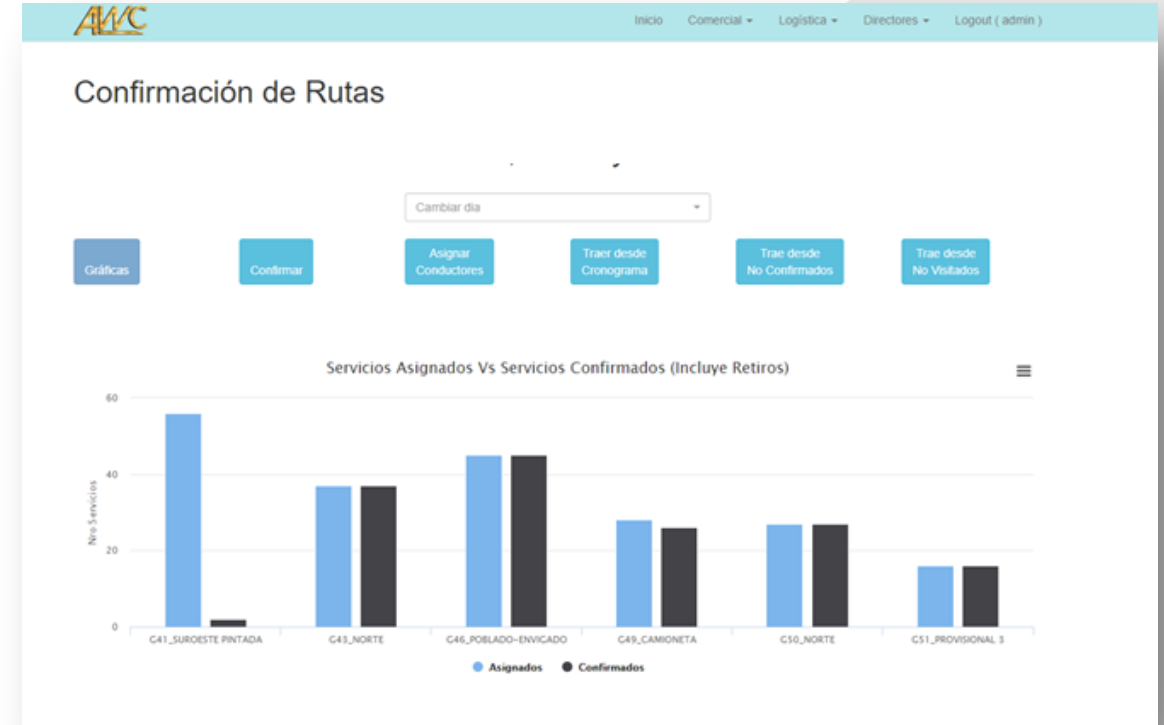 AWC
Inicio Comercial Logística Directores Logout ( admin )
Confirmación de Rutas
Cambiar dia
Gráficas
Confirmar
Asignar
Conductores
Traer desde
Cronograma
Trae desde
No Confirmados
Trae desde
No Visitados
Servicios Asignados Vs Servicios Confirmados (Incluye Retiros)
60
40
20
0
Nro Servicios
G41_SUROESTE PINTADA
G43_NORTE
G46_POBLADO-ENVIGADO
G49_CAMIONETA
G50_NORTE
G51_PROVISIONAL 3
Asignados Confirmados